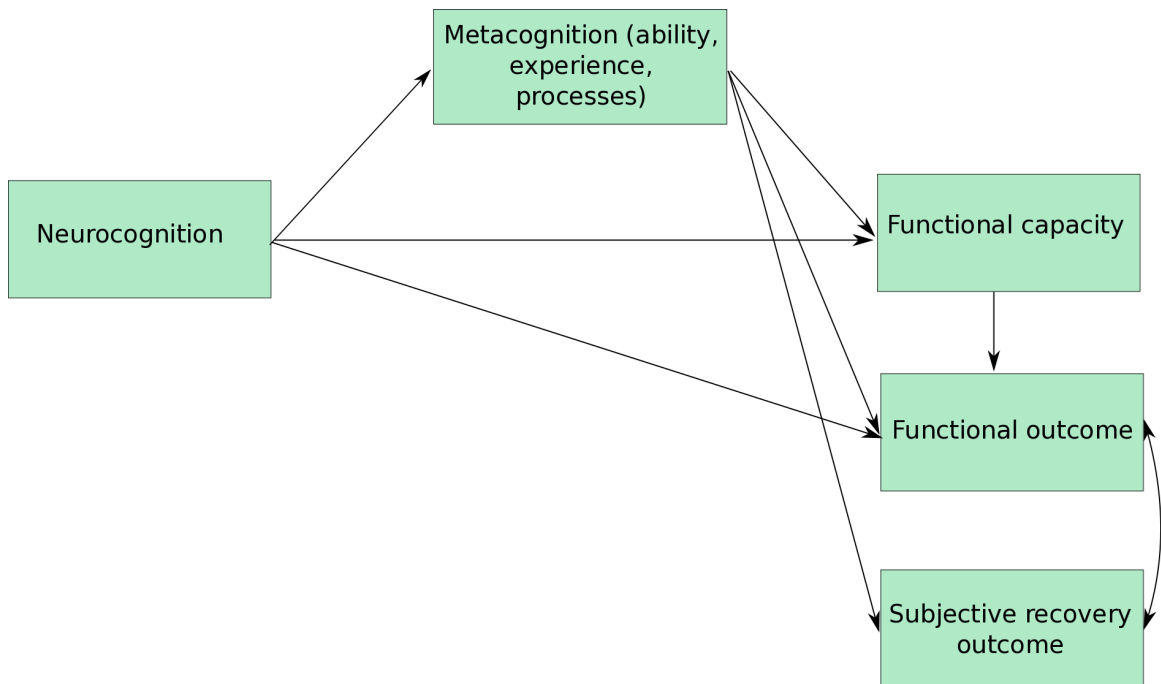 Metacognition (ability,
experience,
processes)
Neurocognition
Functional capacity
Functional outcome
Subjective recovery
outcome